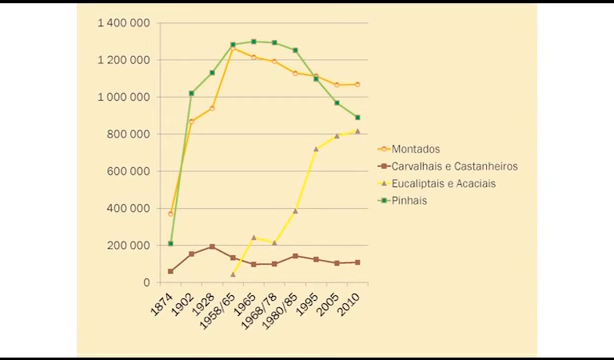 1 400 000
1 200 000
1 000 000
800 000
600 000
400 000
200 000
0
1874
1902
1928
1958/65
1965
1968/78
1980/85
1995
2005
2010
Montados
Carvalhais e Castanheiros
Eucaliptais e Acaciais
Pinhais